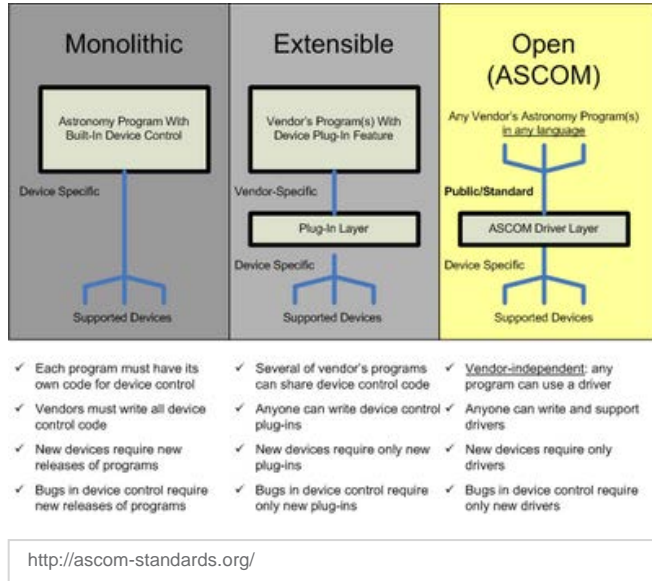 Monolithic
Astronomy Program With
Built-In Device Control
Device Specific
Supported Devices
Extensible
Vendor's Program(s) With
Device Plug-In Feature
Vendor-Specific
Plug-In Layer
Device Specific
Supported Devices
Open
(ASCOM)
Any Vendor's Astronomy Program(s)
in any language
Public/Standard
ASCOM Driver Layer
Device Specific
Supported Devices
✓ Each program must have its
own code for device control
✓ Vendors must write all device
control code
✓ New devices require new
releases of programs
✓ Bugs in device control require
new releases of programs
✓ Several of vendor's programs
can share device control code
✓ Anyone can write device control
plug-ins
✓ New devices require only new
plug-ins
✓ Bugs in device control require
only new plug-ins
✓ Vendor-independent: any
program can use a driver
✓ Anyone can write and support
drivers
✓ New devices require only
drivers
✓ Bugs in device control require
only new drivers
http://ascom-standards.org/